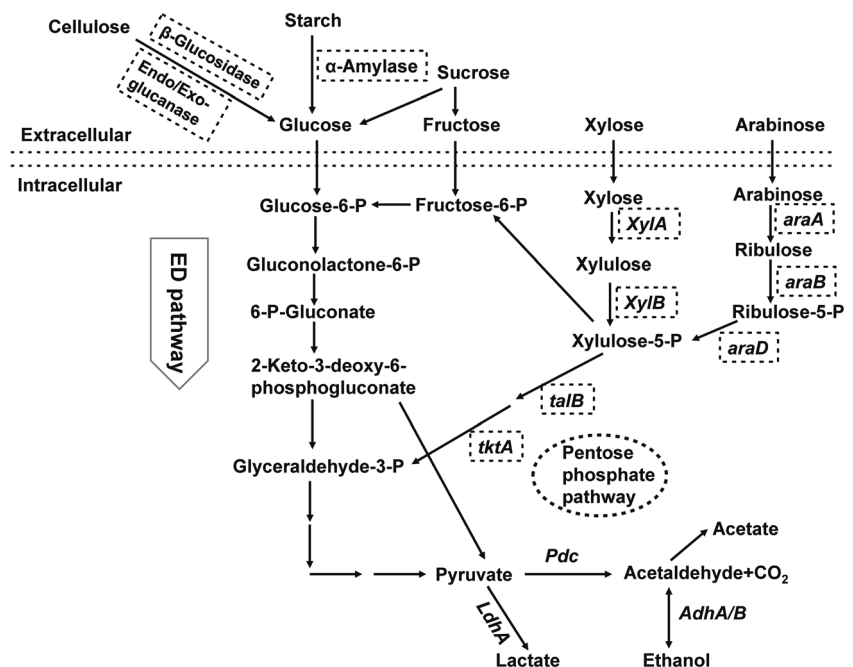 Cellulose
Starch
β-Glucosidase
Endo/Exo-
glucanase
α-Amylase
Sucrose
Extracellular
Glucose
Fructose
Xylose
Arabinose
Intracellular
Glucose-6-P
Fructose-6-P
Xylose
XylA
Arabinose
araA
Gluconolactone-6-P
Xylulose
XylB
Ribulose
araB
6-P-Gluconate
Ribulose-5-P
Xylulose-5-P
araD
ED pathway
2-Keto-3-deoxy-6-
phosphogluconate
talB
tktA
Glyceraldehyde-3-P
Pentose
phosphate
pathway
Acetate
Pyruvate
Pdc
Acetaldehyde+CO₂
LdhA
AdhA/B
Lactate
Ethanol